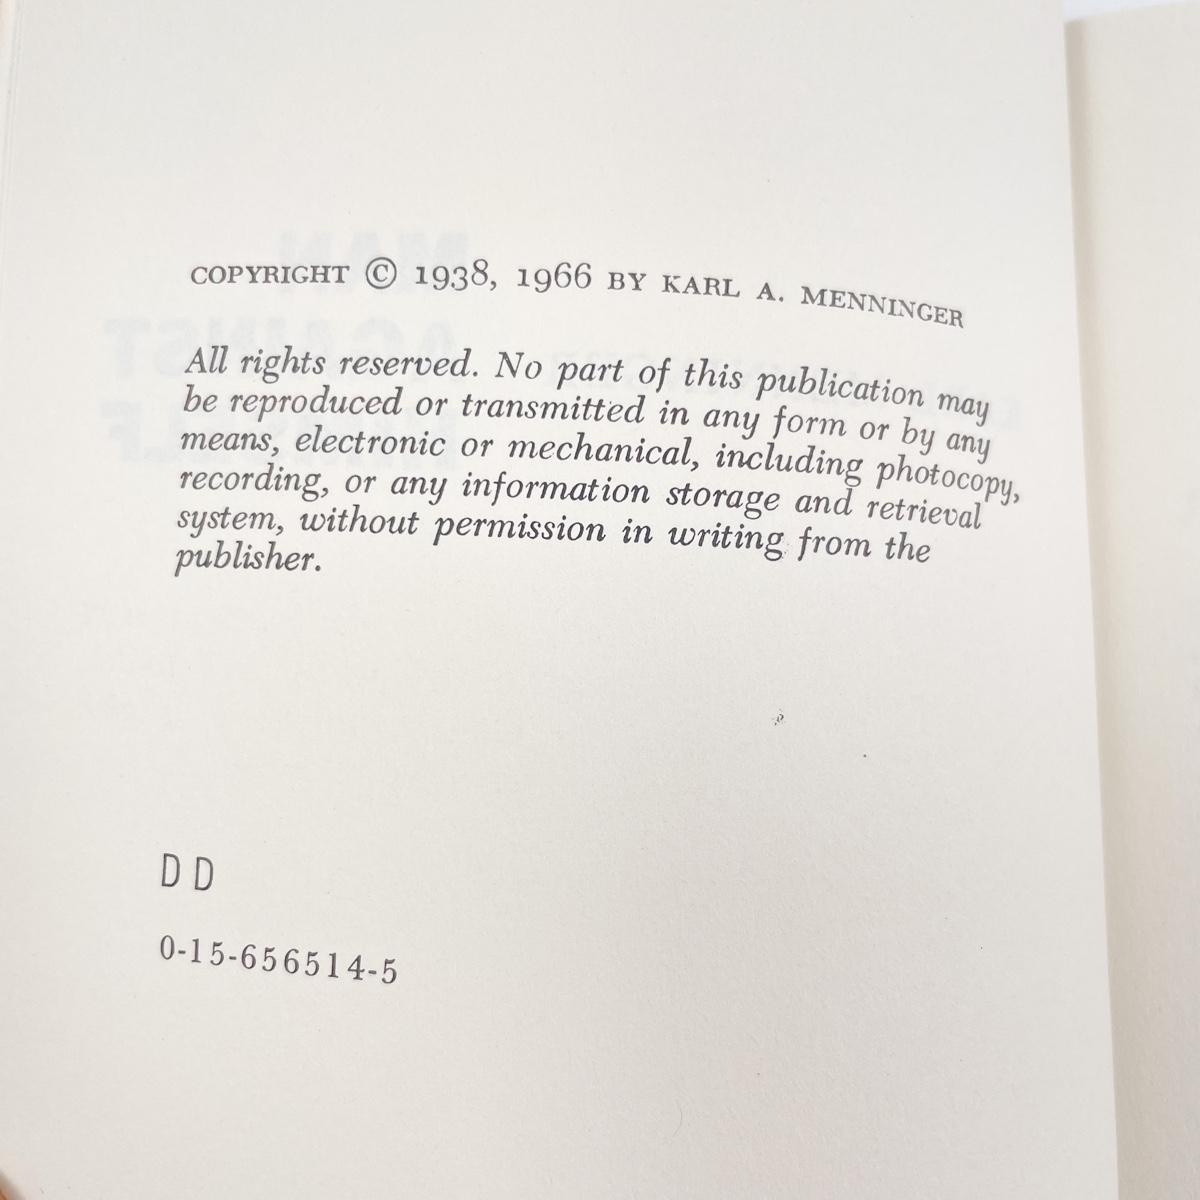 COPYRIGHT © 1938, 1966 BY KARL A. MENNINGER
All rights reserved. No part of this publication may
be reproduced or transmitted in any form or by any
means, electronic or mechanical, including photocopy,
recording, or any information storage and retrieval
system, without permission in writing from the
publisher.
D D
0-15-656514-5